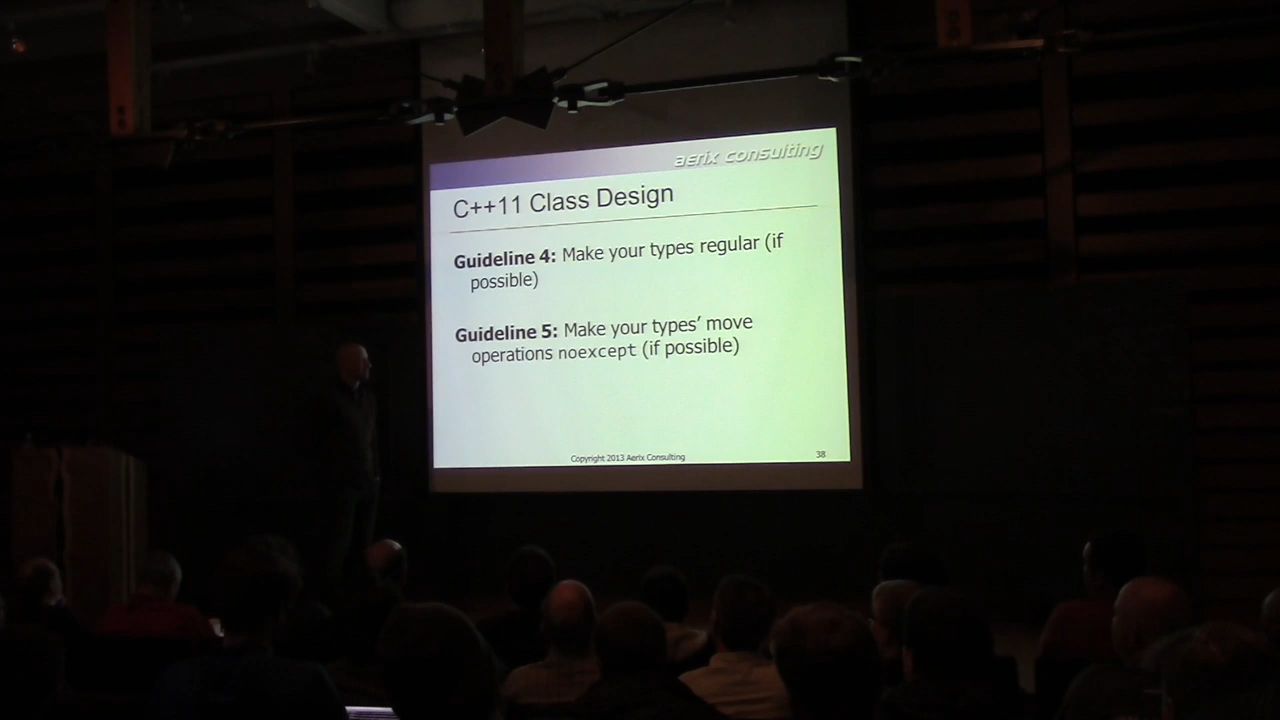 aerix consulting
C++11 Class Design
Guideline 4: Make your types regular (if
possible)
Guideline 5: Make your types’ move
operations noexcept (if possible)
Copyright 2013 Aerix Consulting
38